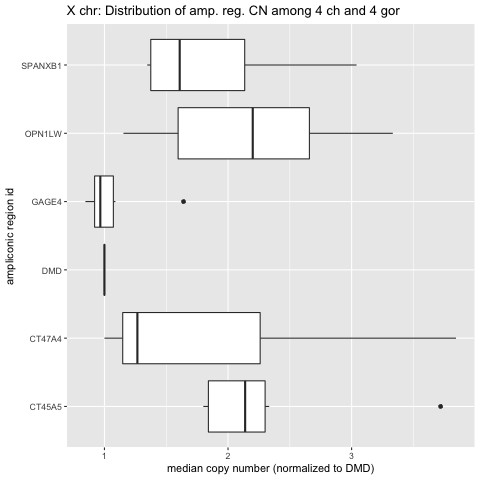 X chr: Distribution of amp. reg. CN among 4 ch and 4 gor
ampliconic region id
SPANXB1
OPN1LW
GAGE4
DMD
CT47A4
CT45A5
1 2 3
median copy number (normalized to DMD)